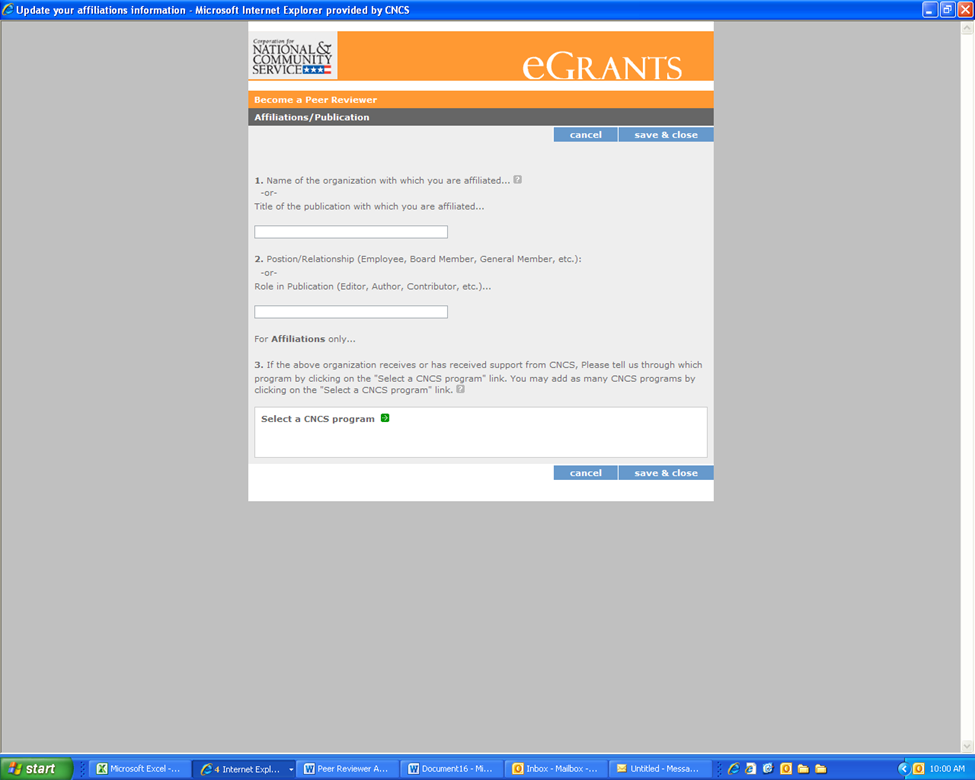 Update your affiliations information - Microsoft Internet Explorer provided by CNCS
Corporation for
NATIONAL &
COMMUNITY
SERVICE
eGRANTS
Become a Peer Reviewer
Affiliations/Publication
cancel save & close
1. Name of the organization with which you are affiliated... ?
-or-
Title of the publication with which you are affiliated...
2. Postion/Relationship (Employee, Board Member, General Member, etc.):
-or-
Role in Publication (Editor, Author, Contributor, etc.)...
For Affiliations only...
3. If the above organization receives or has received support from CNCS, Please tell us through which
program by clicking on the "Select a CNCS program" link. You may add as many CNCS programs by
clicking on the "Select a CNCS program" link. ?
Select a CNCS program
cancel save & close
start Microsoft Excel -... 4 Internet Expl... Peer Reviewer A... Document16 - Mi... Inbox - Mailbox -... Untitled - Messa... 10:00 AM